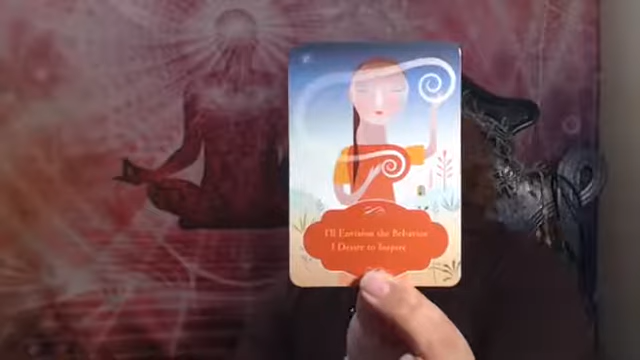 I'll Envision the Behavior
I Desire to Inspire